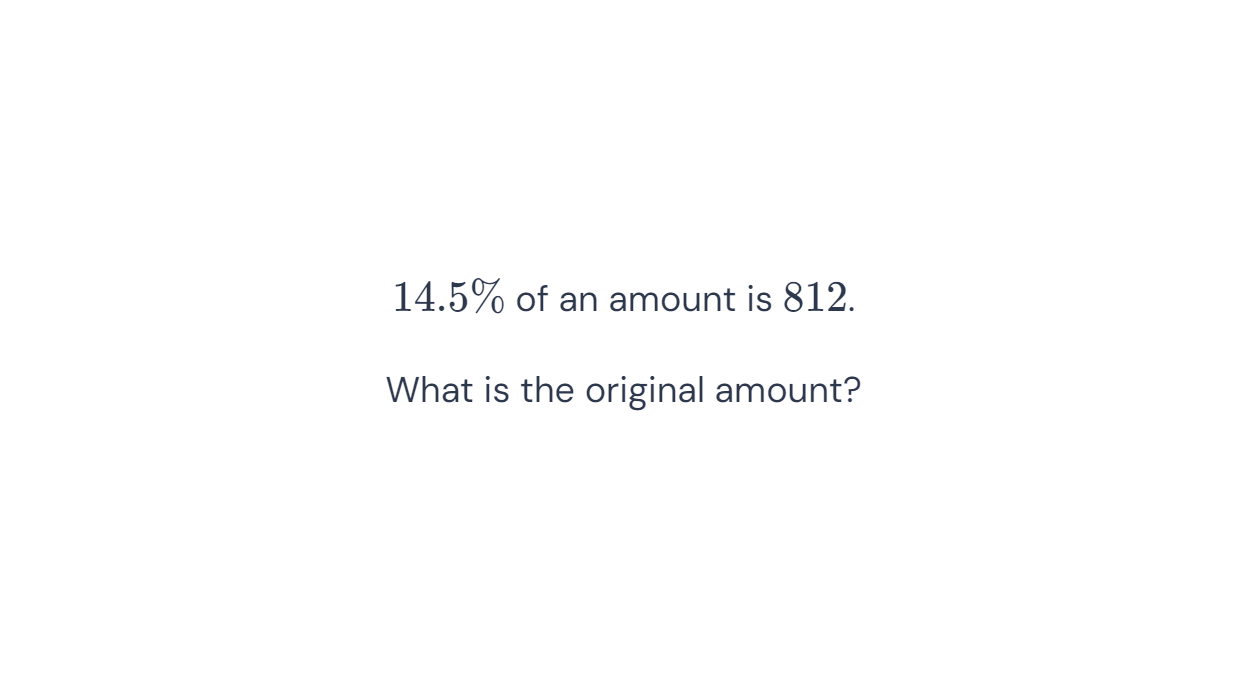 14.5% of an amount is 812.
What is the original amount?